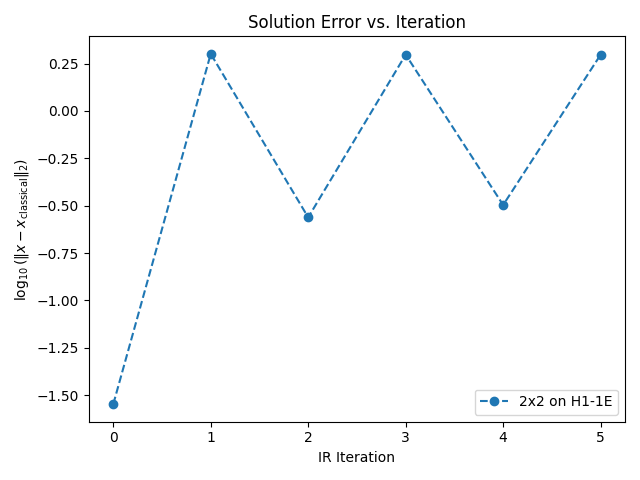 Solution Error vs. Iteration
log₁₀(‖x − x_classical‖₂)
0.25
0.00
−0.25
−0.50
−0.75
−1.00
−1.25
−1.50
0 1 2 3 4 5
IR Iteration
2x2 on H1-1E